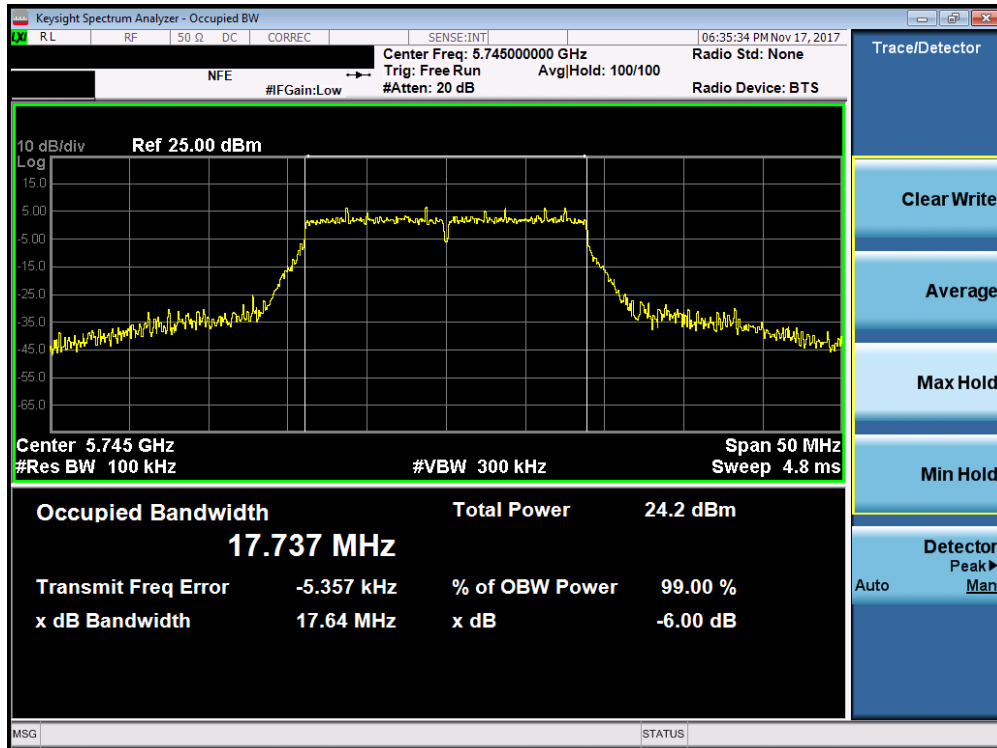 Keysight Spectrum Analyzer - Occupied BW
LXI RL RF 50 Ω DC CORREC SENSE:INT 06:35:34 PM Nov 17, 2017
Center Freq: 5.745000000 GHz Radio Std: None
NFE Trig: Free Run Avg|Hold: 100/100
#IFGain:Low #Atten: 20 dB Radio Device: BTS
Trace/Detector
10 dB/div Ref 25.00 dBm
Log
15.0
5.00
-5.00
-15.0
-25.0
-35.0
-45.0
-55.0
-65.0
Center 5.745 GHz Span 50 MHz
#Res BW 100 kHz #VBW 300 kHz Sweep 4.8 ms
Occupied Bandwidth Total Power 24.2 dBm
17.737 MHz
Transmit Freq Error -5.357 kHz % of OBW Power 99.00 %
x dB Bandwidth 17.64 MHz x dB -6.00 dB
Clear Write
Average
Max Hold
Min Hold
Detector
Peak▶
Auto Man
MSG STATUS